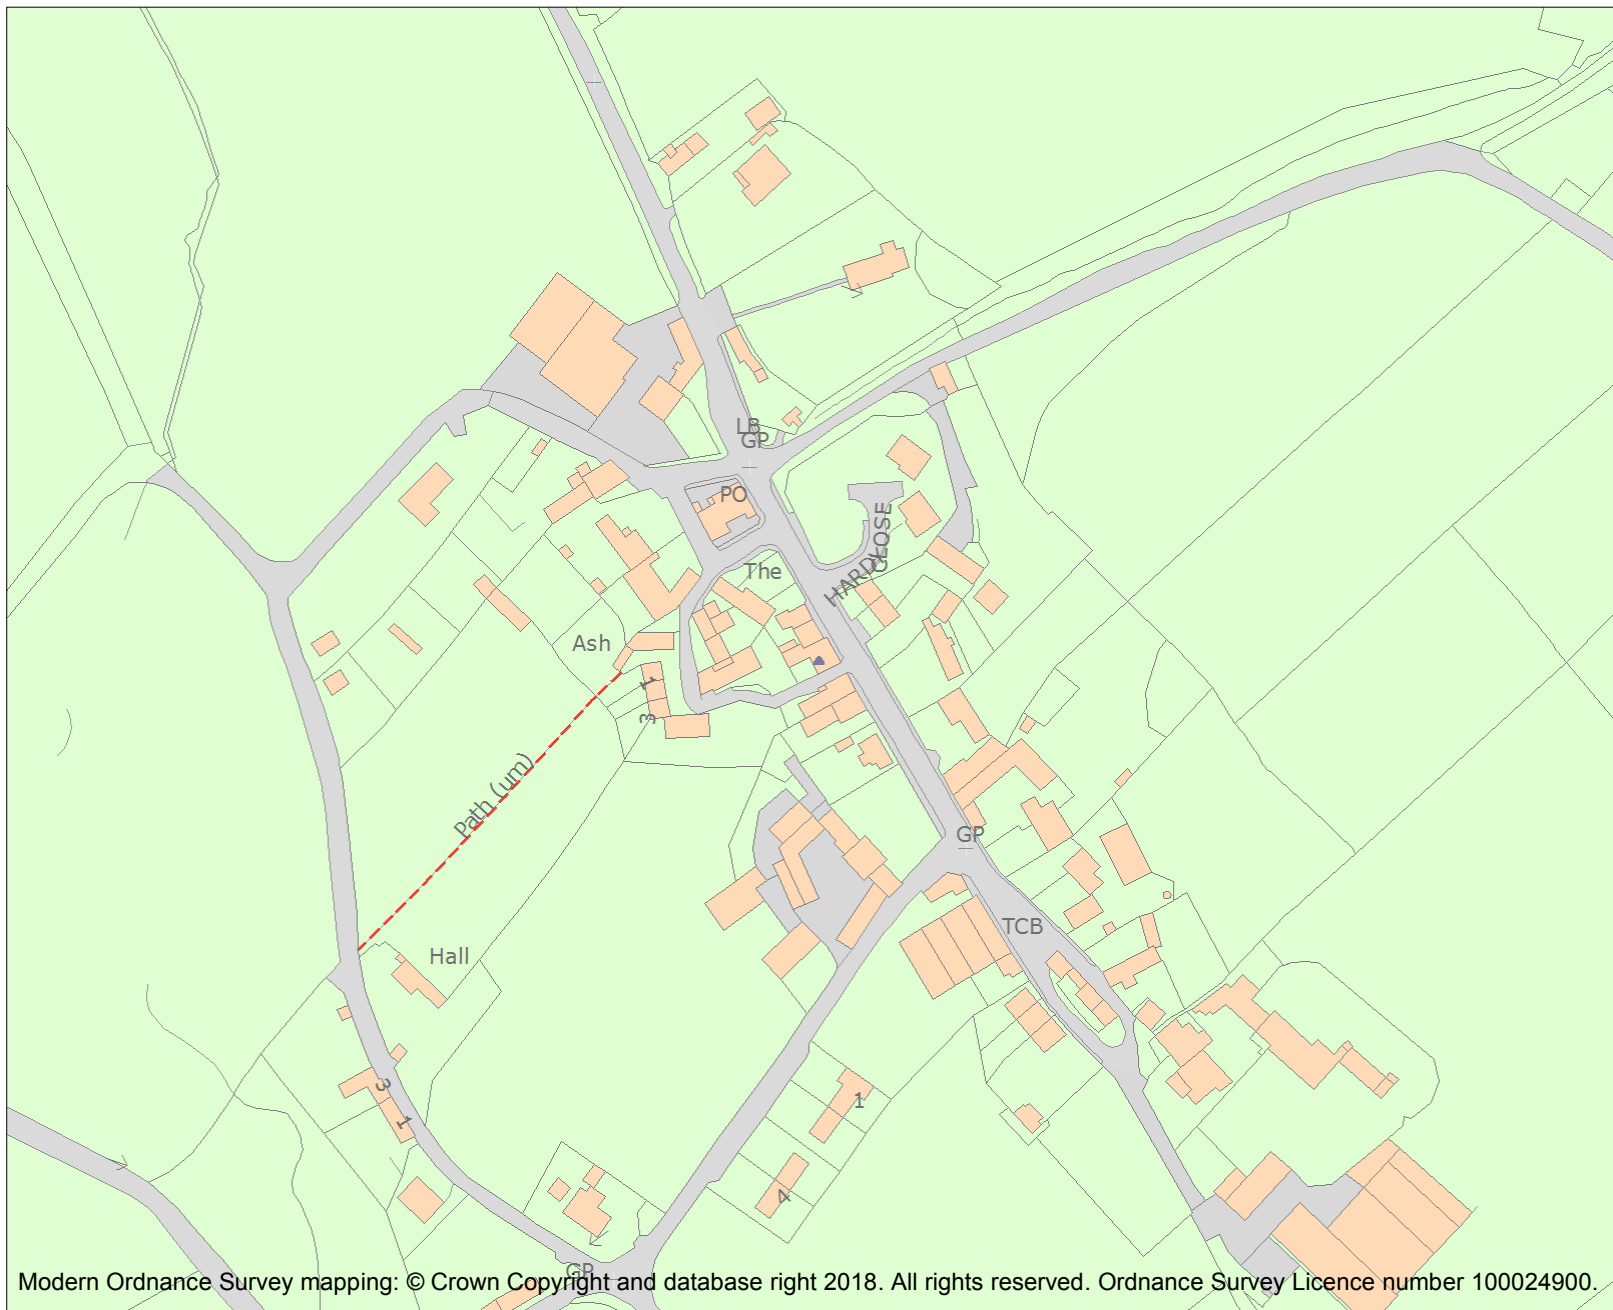 LB
GP
PO
The
HARDY
CLOSE
Ash
1
3
Path (um)
GP
TCB
Hall
3
1
1
4
GP
Modern Ordnance Survey mapping: © Crown Copyright and database right 2018. All rights reserved. Ordnance Survey Licence number 100024900.